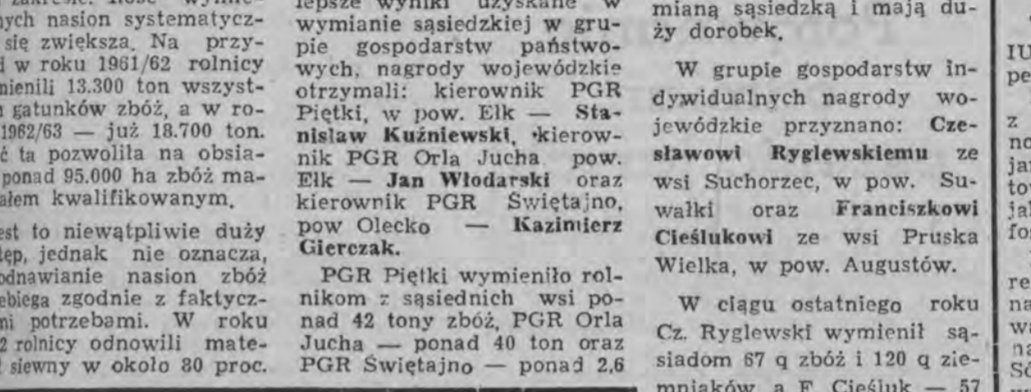 nych nasion systematycz-
się zwiększa. Na przy-
w roku 1961/62 rolnicy
13.300 ton wszyst-
gatunków zbóż, a w ro-
1962/63 — już 18.700 ton.
ta pozwoliła na obsia-
ponad 95.000 ha zbóż ma-
kwalifikowanym.
to niewątpliwie duży
jednak nie oznacza,
odnawianie nasion zbóż
zgodnie z faktycz-
potrzebami. W roku
rolnicy odnowili mate-
siewny w około 80 proc.
lepsze wyniki uzyskane w
wymianie sąsiedzkiej w gru-
pie gospodarstw państwo-
wych, nagrody wojewódzkie
otrzymali: kierownik PGR
Piętki, w pow. Ełk — Sta-
nisław Kuźniewski, kierow-
nik PGR Orla Jucha pow.
Ełk — Jan Włodarski oraz
kierownik PGR Świętajno,
pow Olecko — Kazimierz
Gierczak.
PGR Piętki wymieniło rol-
nikom z sąsiednich wsi po-
nad 42 tony zbóż, PGR Orla
Jucha — ponad 40 ton oraz
PGR Świętajno — ponad 2,6
mianą sąsiedzką i mają du-
ży dorobek.
W grupie gospodarstw in-
dywidualnych nagrody wo-
jewódzkie przyznano: Cze-
sławowi Ryglewskiemu ze
wsi Suchorzec, w pow. Su-
wałki oraz Franciszkowi
Cieślukowi ze wsi Pruska
Wielka, w pow. Augustów.
W ciągu ostatniego roku
Cz. Ryglewski wymienił są-
siadom 67 q zbóż i 120 q zie-
mniaków, a F. Cieśluk — 57